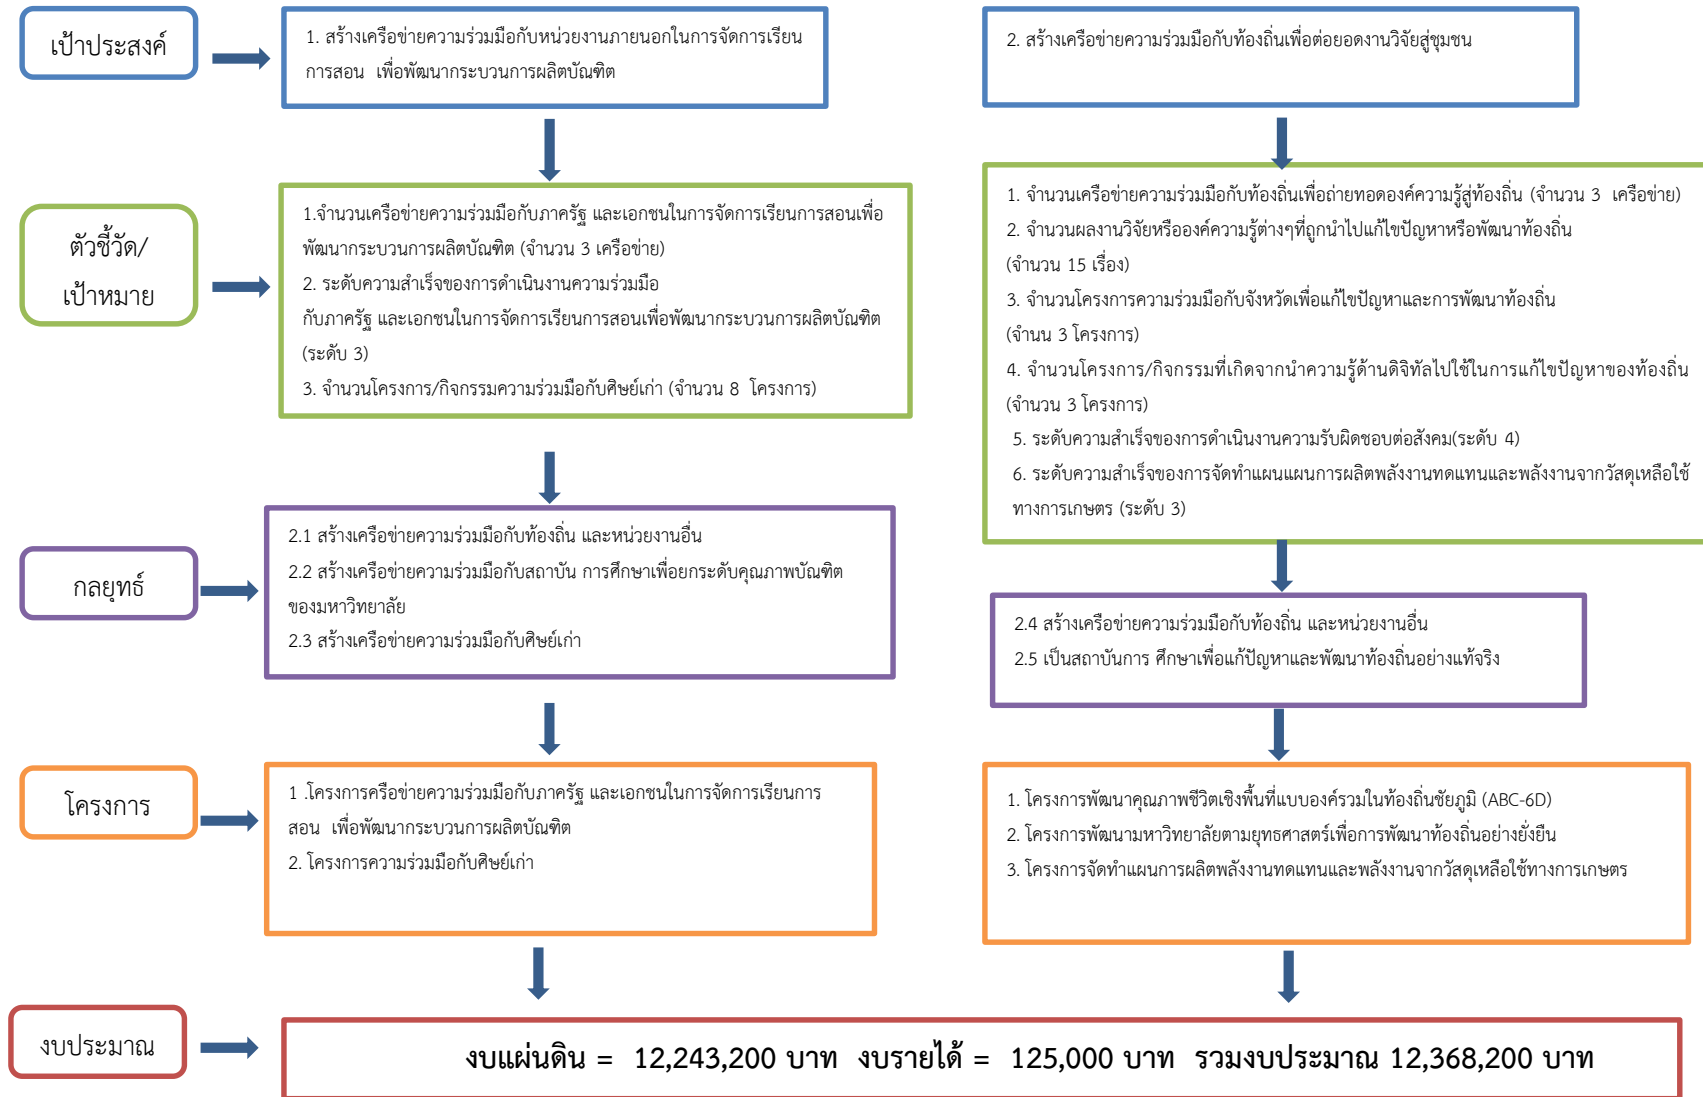 เป้าประสงค์
1. สร้างเครือข่ายความร่วมมือกับหน่วยงานภายนอกในการจัดการเรียน
การสอน เพื่อพัฒนากระบวนการผลิตบัณฑิต
2. สร้างเครือข่ายความร่วมมือกับท้องถิ่นเพื่อต่อยอดงานวิจัยสู่ชุมชน
ตัวชี้วัด/
เป้าหมาย
1.จำนวนเครือข่ายความร่วมมือกับภาครัฐ และเอกชนในการจัดการเรียนการสอนเพื่อ
พัฒนากระบวนการผลิตบัณฑิต (จำนวน 3 เครือข่าย)
2. ระดับความสำเร็จของการดำเนินงานความร่วมมือ
กับภาครัฐ และเอกชนในการจัดการเรียนการสอนเพื่อพัฒนากระบวนการผลิตบัณฑิต
(ระดับ 3)
3. จำนวนโครงการ/กิจกรรมความร่วมมือกับศิษย์เก่า (จำนวน 8 โครงการ)
1. จำนวนเครือข่ายความร่วมมือกับท้องถิ่นเพื่อถ่ายทอดองค์ความรู้สู่ท้องถิ่น (จำนวน 3 เครือข่าย)
2. จำนวนผลงานวิจัยหรือองค์ความรู้ต่างๆที่ถูกนำไปแก้ไขปัญหาหรือพัฒนาท้องถิ่น
(จำนวน 15 เรื่อง)
3. จำนวนโครงการความร่วมมือกับจังหวัดเพื่อแก้ไขปัญหาและการพัฒนาท้องถิ่น
(จำนน 3 โครงการ)
4. จำนวนโครงการ/กิจกรรมที่เกิดจากนำความรู้ด้านดิจิทัลไปใช้ในการแก้ไขปัญหาของท้องถิ่น
(จำนวน 3 โครงการ)
5. ระดับความสำเร็จของการดำเนินงานความรับผิดชอบต่อสังคม(ระดับ 4)
6. ระดับความสำเร็จของการจัดทำแผนแผนการผลิตพลังงานทดแทนและพลังงานจากวัสดุเหลือใช้
ทางการเกษตร (ระดับ 3)
กลยุทธ์
2.1 สร้างเครือข่ายความร่วมมือกับท้องถิ่น และหน่วยงานอื่น
2.2 สร้างเครือข่ายความร่วมมือกับสถาบัน การศึกษาเพื่อยกระดับคุณภาพบัณฑิต
ของมหาวิทยาลัย
2.3 สร้างเครือข่ายความร่วมมือกับศิษย์เก่า
2.4 สร้างเครือข่ายความร่วมมือกับท้องถิ่น และหน่วยงานอื่น
2.5 เป็นสถาบันการ ศึกษาเพื่อแก้ปัญหาและพัฒนาท้องถิ่นอย่างแท้จริง
โครงการ
1 .โครงการครือข่ายความร่วมมือกับภาครัฐ และเอกชนในการจัดการเรียนการ
สอน เพื่อพัฒนากระบวนการผลิตบัณฑิต
2. โครงการความร่วมมือกับศิษย์เก่า
1. โครงการพัฒนาคุณภาพชีวิตเชิงพื้นที่แบบองค์รวมในท้องถิ่นชัยภูมิ (ABC-6D)
2. โครงการพัฒนามหาวิทยาลัยตามยุทธศาสตร์เพื่อการพัฒนาท้องถิ่นอย่างยั่งยืน
3. โครงการจัดทำแผนการผลิตพลังงานทดแทนและพลังงานจากวัสดุเหลือใช้ทางการเกษตร
งบประมาณ
งบแผ่นดิน = 12,243,200 บาท งบรายได้ = 125,000 บาท รวมงบประมาณ 12,368,200 บาท